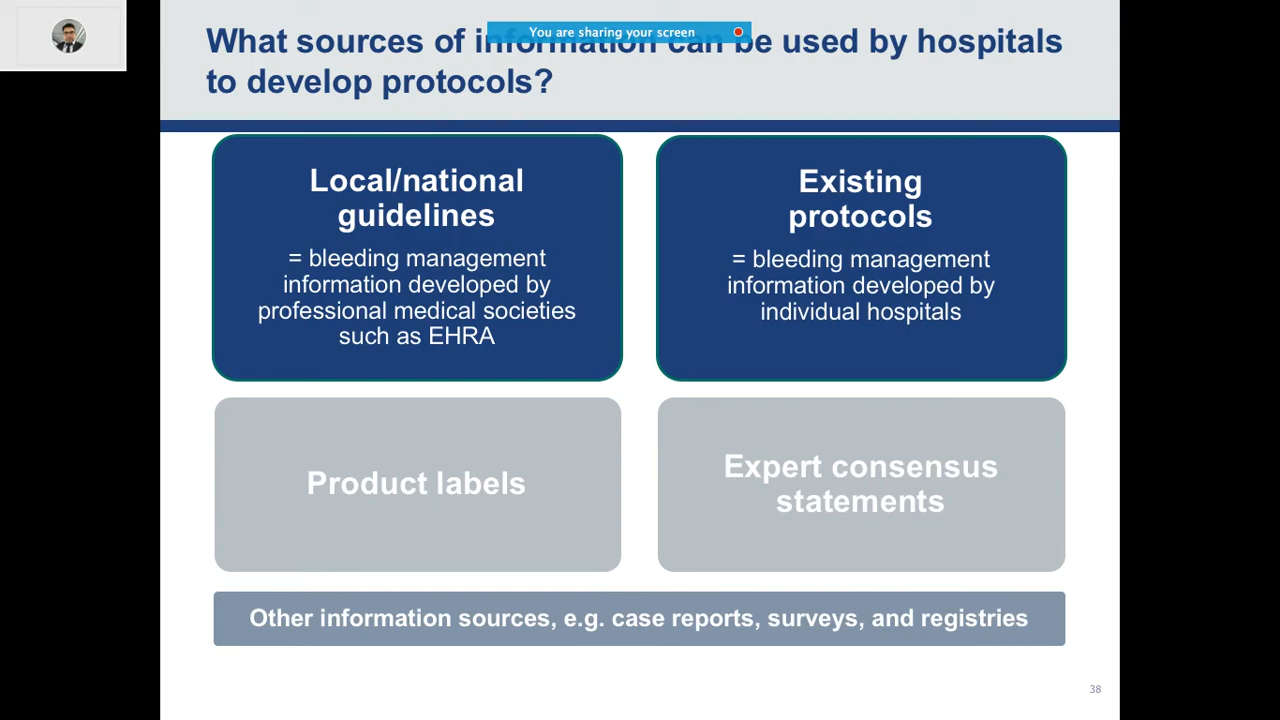 You are sharing your screen
What sources of information can be used by hospitals
to develop protocols?
Local/national
guidelines
= bleeding management
information developed by
professional medical societies
such as EHRA
Existing
protocols
= bleeding management
information developed by
individual hospitals
Product labels
Expert consensus
statements
Other information sources, e.g. case reports, surveys, and registries
38